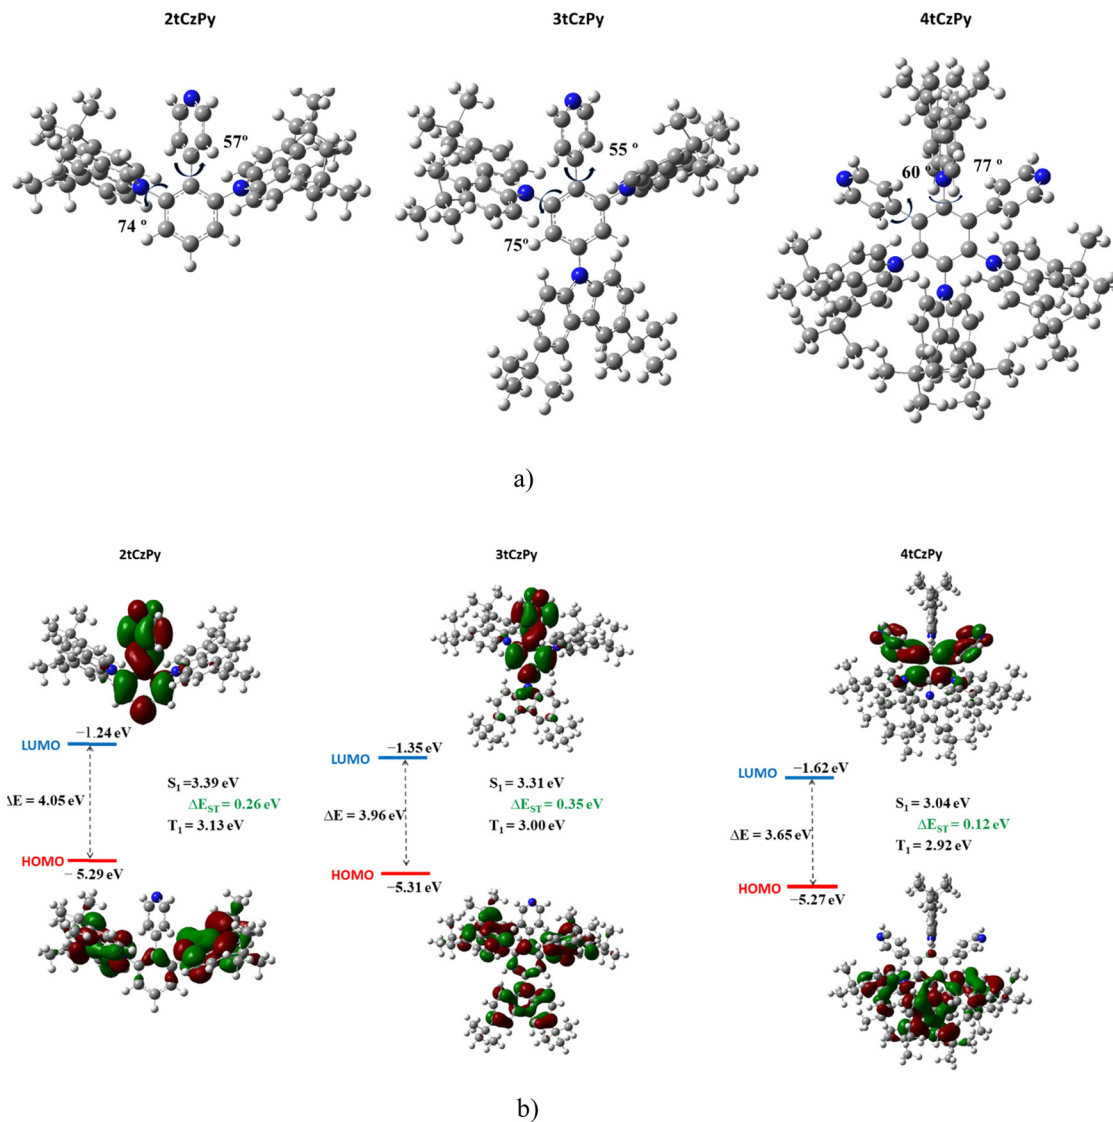 2tCzPy 3tCzPy 4tCzPy
57º 74 º
55 º 75º
60 º 77 º
a)
2tCzPy 3tCzPy 4tCzPy
−1.24 eV
LUMO
ΔE = 4.05 eV
S₁ =3.39 eV
ΔE_ST = 0.26 eV
T₁ = 3.13 eV
HOMO
− 5.29 eV
−1.35 eV
LUMO
ΔE = 3.96 eV
S₁ = 3.31 eV
ΔE_ST = 0.35 eV
T₁ = 3.00 eV
HOMO
−5.31 eV
−1.62 eV
LUMO
ΔE = 3.65 eV
S₁ = 3.04 eV
ΔE_ST = 0.12 eV
T₁ = 2.92 eV
HOMO
−5.27 eV
b)